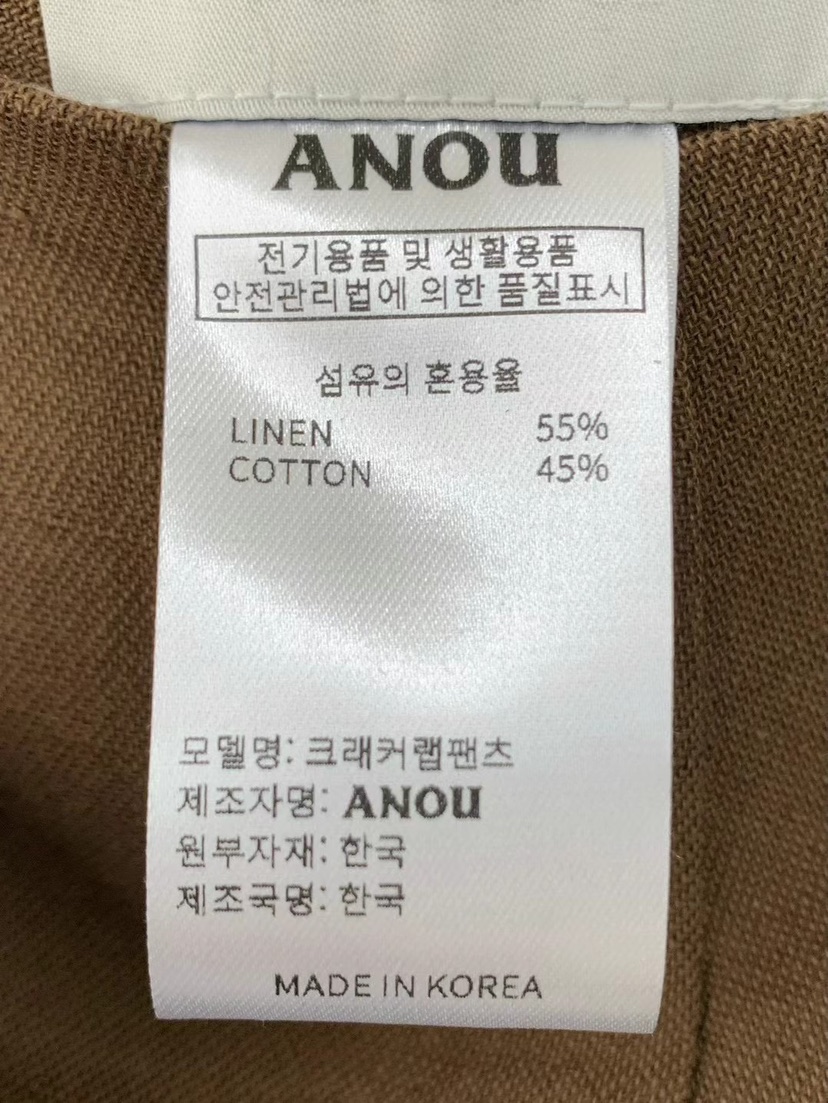 ANOU
전기용품 및 생활용품
안전관리법에 의한 품질표시
섬유의 혼용율
LINEN 55%
COTTON 45%
모델명: 크래커랩팬츠
제조자명: ANOU
원부자재: 한국
제조국명: 한국
MADE IN KOREA